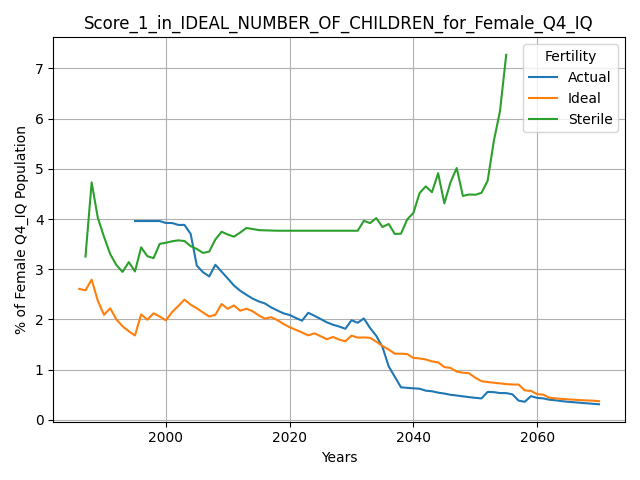 Score_1_in_IDEAL_NUMBER_OF_CHILDREN_for_Female_Q4_IQ
Fertility
Actual
Ideal
Sterile
% of Female Q4_IQ Population
7
6
5
4
3
2
1
0
2000
2020
2040
2060
Years